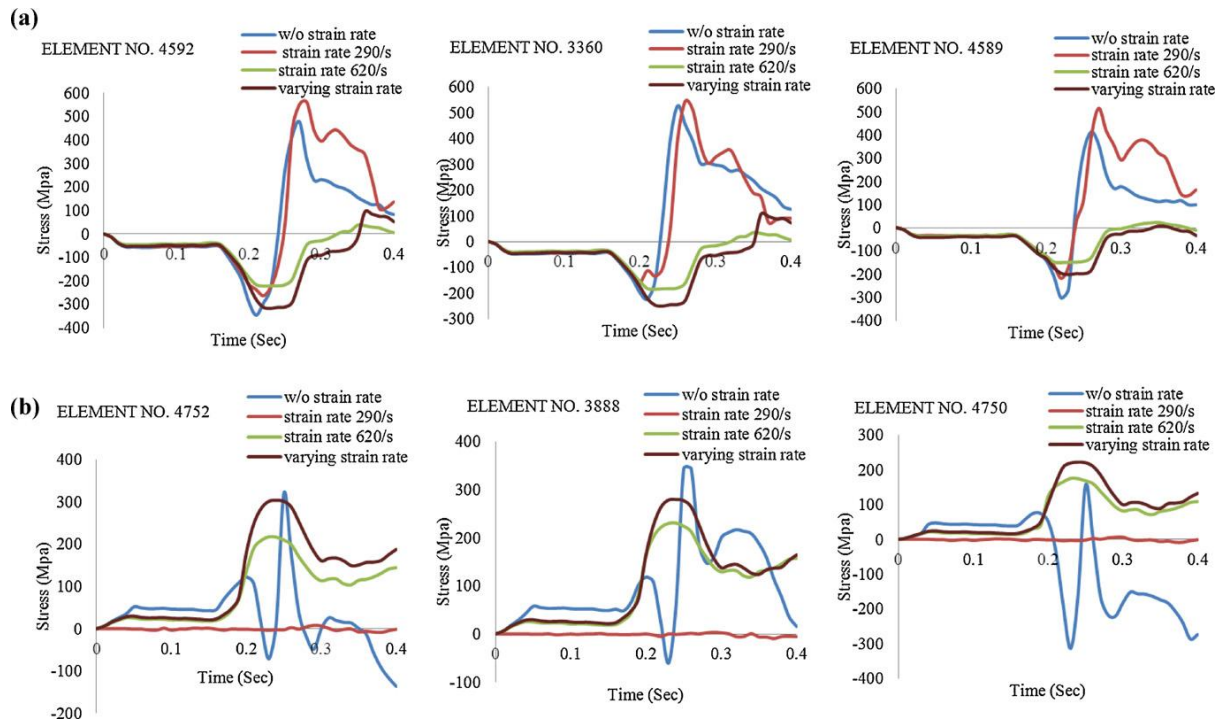 (a)
ELEMENT NO. 4592
w/o strain rate
strain rate 290/s
strain rate 620/s
varying strain rate
600
500
400
300
200
100
0
-100
-200
-300
-400
Stress (Mpa)
0
0.1
0.2
0.3
0.4
Time (Sec)
ELEMENT NO. 3360
w/o strain rate
strain rate 290/s
strain rate 620/s
varying strain rate
600
500
400
300
200
100
0
-100
-200
-300
Stress (Mpa)
0
0.1
0.2
0.3
0.4
Time (Sec)
ELEMENT NO. 4589
w/o strain rate
strain rate 290/s
strain rate 620/s
varying strain rate
600
500
400
300
200
100
0
-100
-200
-300
-400
Stress (Mpa)
0
0.1
0.2
0.3
0.4
Time (Sec)
(b)
ELEMENT NO. 4752
w/o strain rate
strain rate 290/s
strain rate 620/s
varying strain rate
400
300
200
100
0
-100
-200
Stress (Mpa)
0
0.1
0.2
0.3
0.4
Time (Sec)
ELEMENT NO. 3888
w/o strain rate
strain rate 290/s
strain rate 620/s
varying strain rate
400
300
200
100
0
-100
Stress (Mpa)
0
0.1
0.2
0.3
0.4
Time (Sec)
ELEMENT NO. 4750
w/o strain rate
strain rate 290/s
strain rate 620/s
varying strain rate
300
200
100
0
-100
-200
-300
-400
Stress (Mpa)
0
0.1
0.2
0.3
0.4
Time (Sec)